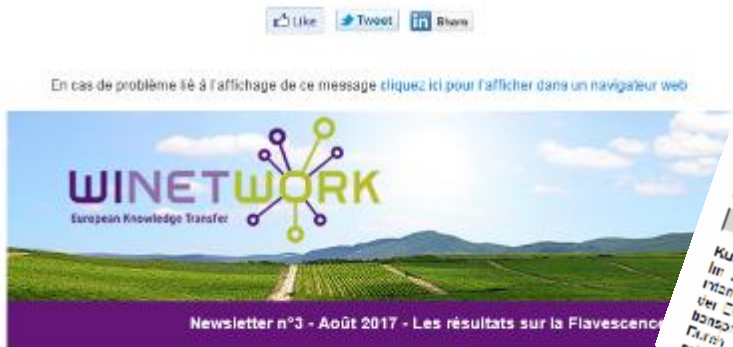 Like Tweet Share
En cas de problème lié à l'affichage de ce message cliquez ici pour l'afficher dans un navigateur web
WINETWORK
European Knowledge Transfer
Newsletter n°3 - Août 2017 - Les résultats sur la Flavescence